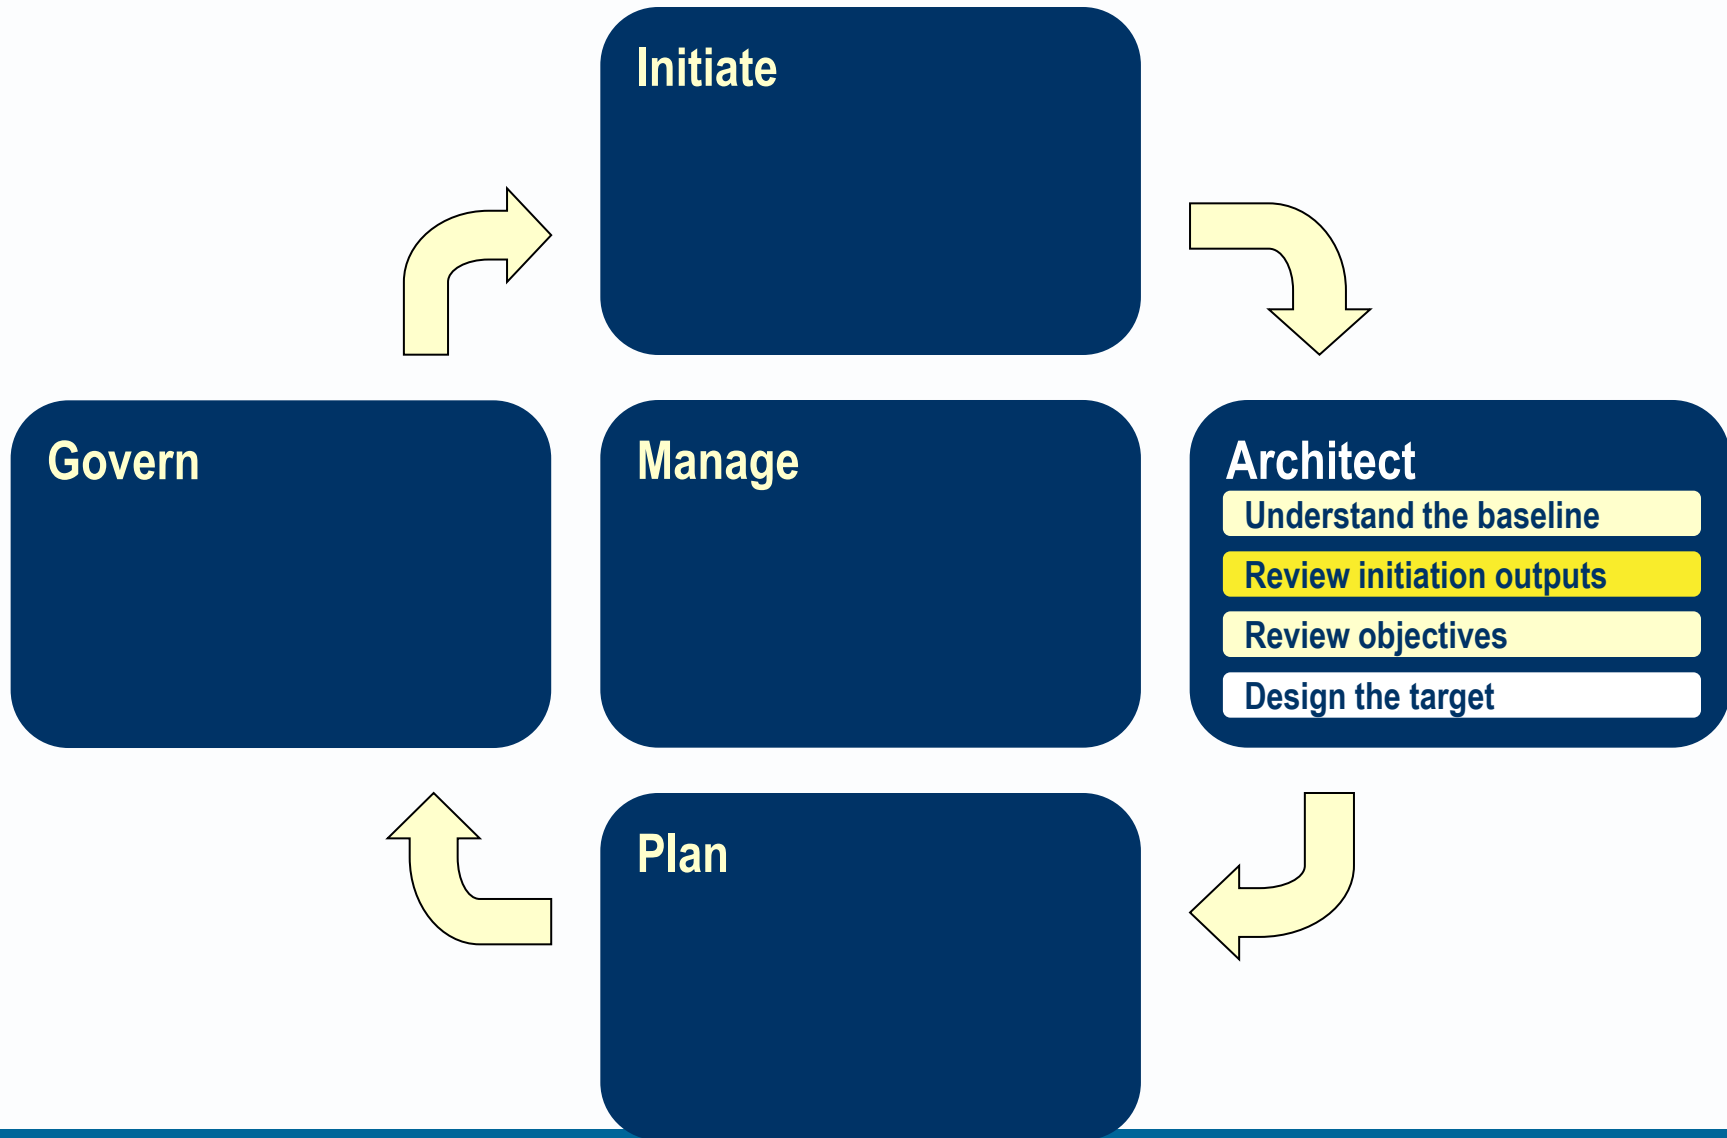 Initiate
Govern
Manage
Architect
Understand the baseline
Review initiation outputs
Review objectives
Design the target
Plan